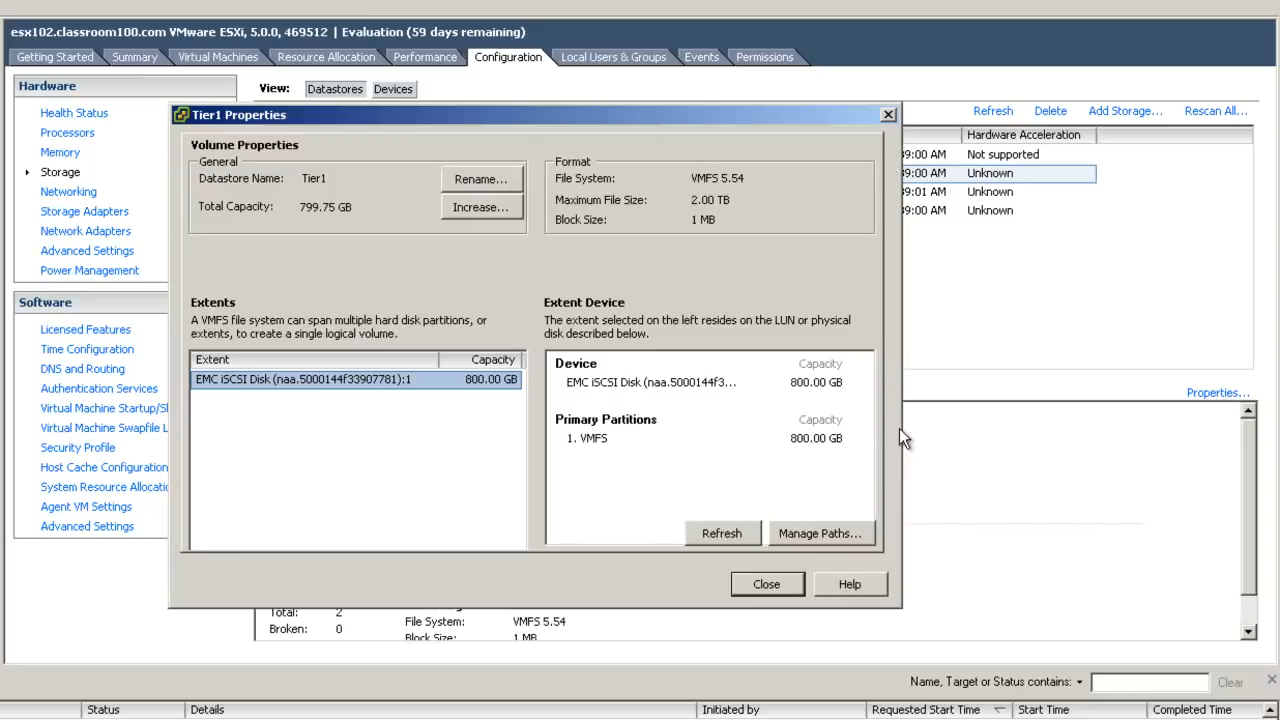 esx102.classroom100.com VMware ESXi, 5.0.0, 469512 | Evaluation (59 days remaining)
Getting Started Summary Virtual Machines Resource Allocation Performance Configuration Local Users & Groups Events Permissions
Hardware
Health Status
Processors
Memory
Storage
Networking
Storage Adapters
Network Adapters
Advanced Settings
Power Management
Software
Licensed Features
Time Configuration
DNS and Routing
Authentication Services
Virtual Machine Startup/Sh
Virtual Machine Swapfile L
Security Profile
Host Cache Configuration
System Resource Allocatio
Agent VM Settings
Advanced Settings
View: Datastores Devices
Refresh Delete Add Storage... Rescan All...
Hardware Acceleration
39:00 AM Not supported
39:00 AM Unknown
39:01 AM Unknown
39:00 AM Unknown
Properties...
Tier1 Properties
Volume Properties
General
Datastore Name: Tier1 Rename...
Total Capacity: 799.75 GB Increase...
Format
File System: VMFS 5.54
Maximum File Size: 2.00 TB
Block Size: 1 MB
Extents
A VMFS file system can span multiple hard disk partitions, or
extents, to create a single logical volume.
Extent Capacity
EMC iSCSI Disk (naa.5000144f33907781):1 800.00 GB
Extent Device
The extent selected on the left resides on the LUN or physical
disk described below.
Device Capacity
EMC iSCSI Disk (naa.5000144f3... 800.00 GB
Primary Partitions Capacity
1. VMFS 800.00 GB
Refresh Manage Paths...
Close Help
Total: 2
Broken: 0
File System: VMFS 5.54
Block Size: 1 MB
Name, Target or Status contains: Clear
Status Details Initiated by Requested Start Time Start Time Completed Time